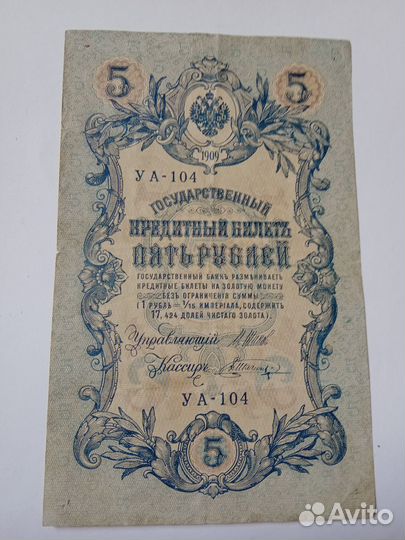 5 5
1909
УА-104
ГОСУДАРСТВЕННЫЙ
КРЕДИТНЫЙ БИЛЕТЪ
ПЯТЬ РУБЛЕЙ
ГОСУДАРСТВЕННЫЙ БАНКЪ РАЗМѢНИВАЕТЪ
КРЕДИТНЫЕ БИЛЕТЫ НА ЗОЛОТУЮ МОНЕТУ
БЕЗЪ ОГРАНИЧЕНІЯ СУММЫ
(1 РУБЛЬ = 1/15 ИМПЕРІАЛА, СОДЕРЖИТЪ
17,424 ДОЛЕЙ ЧИСТАГО ЗОЛОТА).
Управляющій
Кассиръ
УА-104
5
Avito